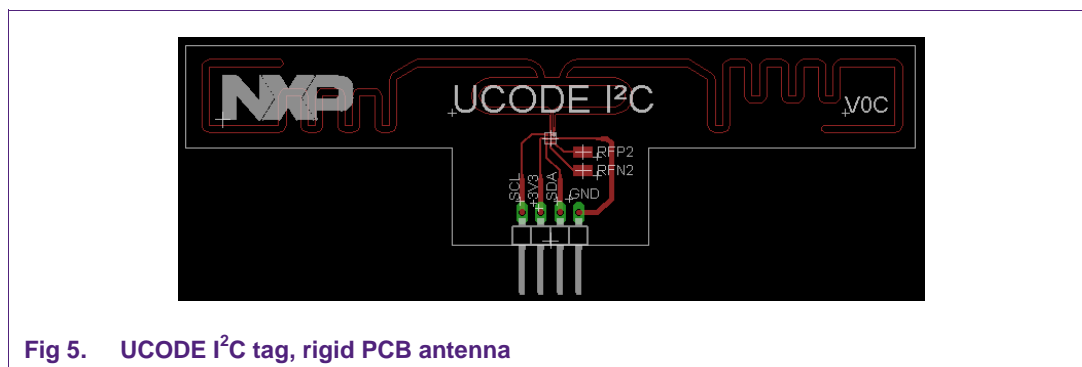 NXP
UCODE I²C
V0C
RFP2
RFN2
SCL
+3V3
SDA
GND
Fig 5. UCODE I²C tag, rigid PCB antenna